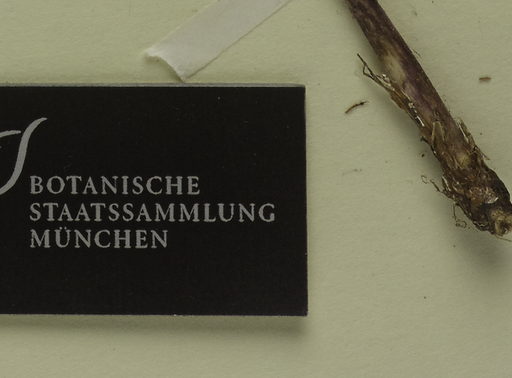 BOTANISCHE
STAATSSAMMLUNG
MÜNCHEN